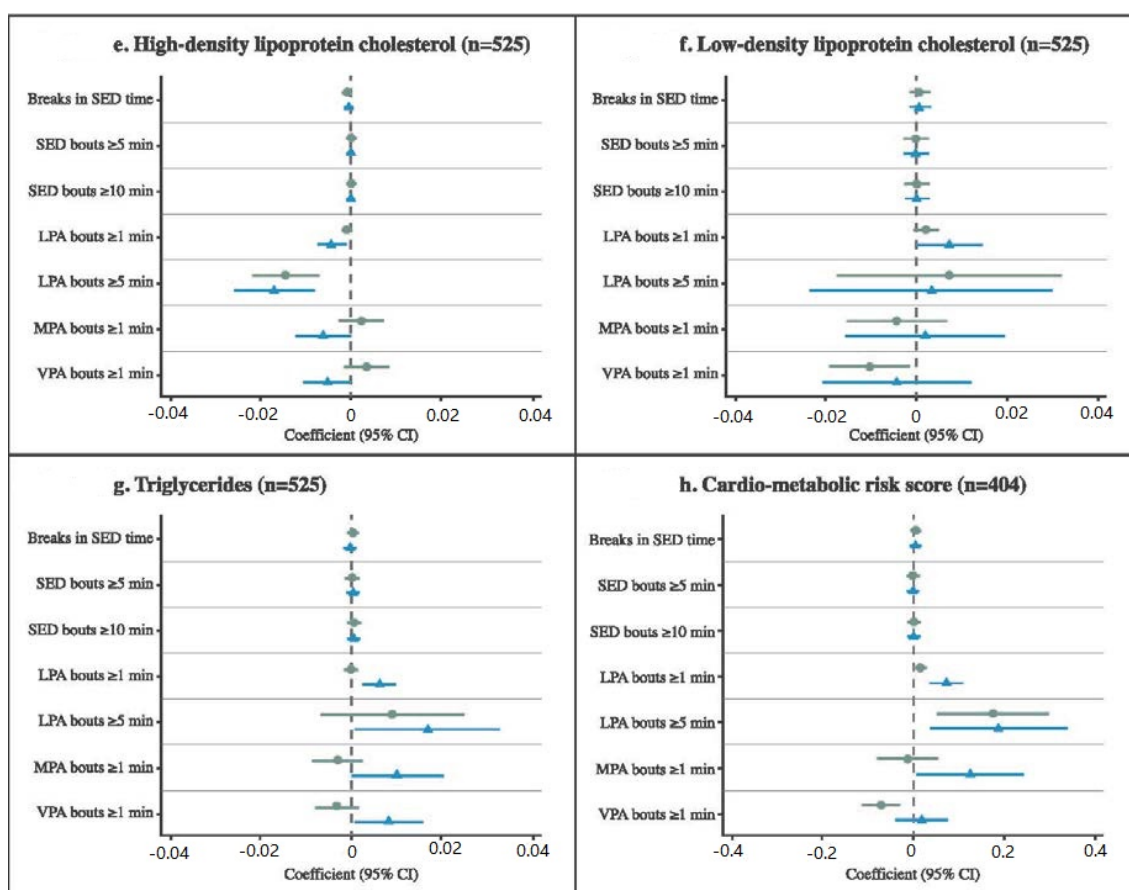 e. High-density lipoprotein cholesterol (n=525)
Breaks in SED time
SED bouts ≥5 min
SED bouts ≥10 min
LPA bouts ≥1 min
LPA bouts ≥5 min
MPA bouts ≥1 min
VPA bouts ≥1 min
-0.04 -0.02 0 0.02 0.04
Coefficient (95% CI)
f. Low-density lipoprotein cholesterol (n=525)
Breaks in SED time
SED bouts ≥5 min
SED bouts ≥10 min
LPA bouts ≥1 min
LPA bouts ≥5 min
MPA bouts ≥1 min
VPA bouts ≥1 min
-0.04 -0.02 0 0.02 0.04
Coefficient (95% CI)
g. Triglycerides (n=525)
Breaks in SED time
SED bouts ≥5 min
SED bouts ≥10 min
LPA bouts ≥1 min
LPA bouts ≥5 min
MPA bouts ≥1 min
VPA bouts ≥1 min
-0.04 -0.02 0 0.02 0.04
Coefficient (95% CI)
h. Cardio-metabolic risk score (n=404)
Breaks in SED time
SED bouts ≥5 min
SED bouts ≥10 min
LPA bouts ≥1 min
LPA bouts ≥5 min
MPA bouts ≥1 min
VPA bouts ≥1 min
-0.4 -0.2 0 0.2 0.4
Coefficient (95% CI)